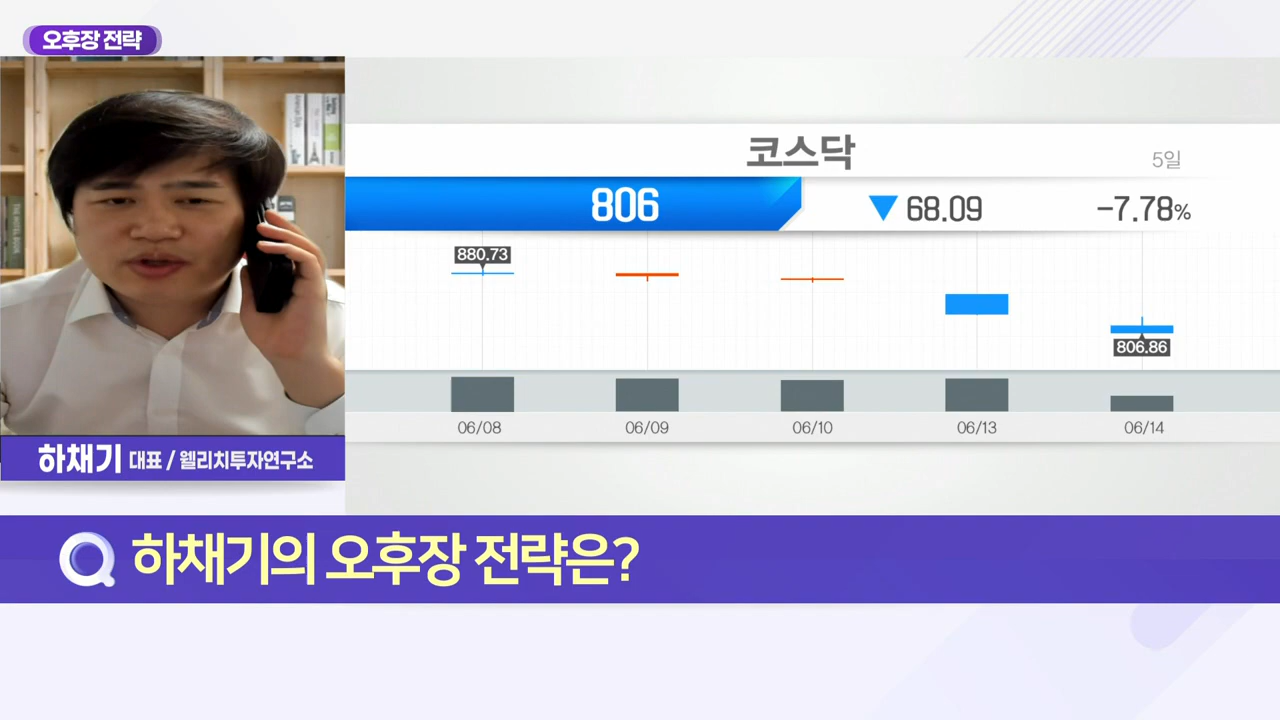 오후장 전략
코스닥
5일
806
▼ 68.09
-7.78%
880.73
806.86
06/08
06/09
06/10
06/13
06/14
하채기 대표 / 웰리치투자연구소
하채기의 오후장 전략은?